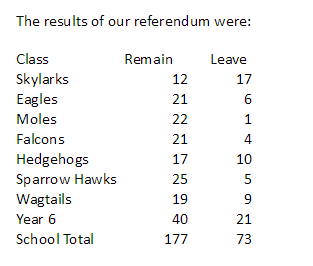 The results of our referendum were:
Class Remain Leave
Skylarks 12 17
Eagles 21 6
Moles 22 1
Falcons 21 4
Hedgehogs 17 10
Sparrow Hawks 25 5
Wagtails 19 9
Year 6 40 21
School Total 177 73